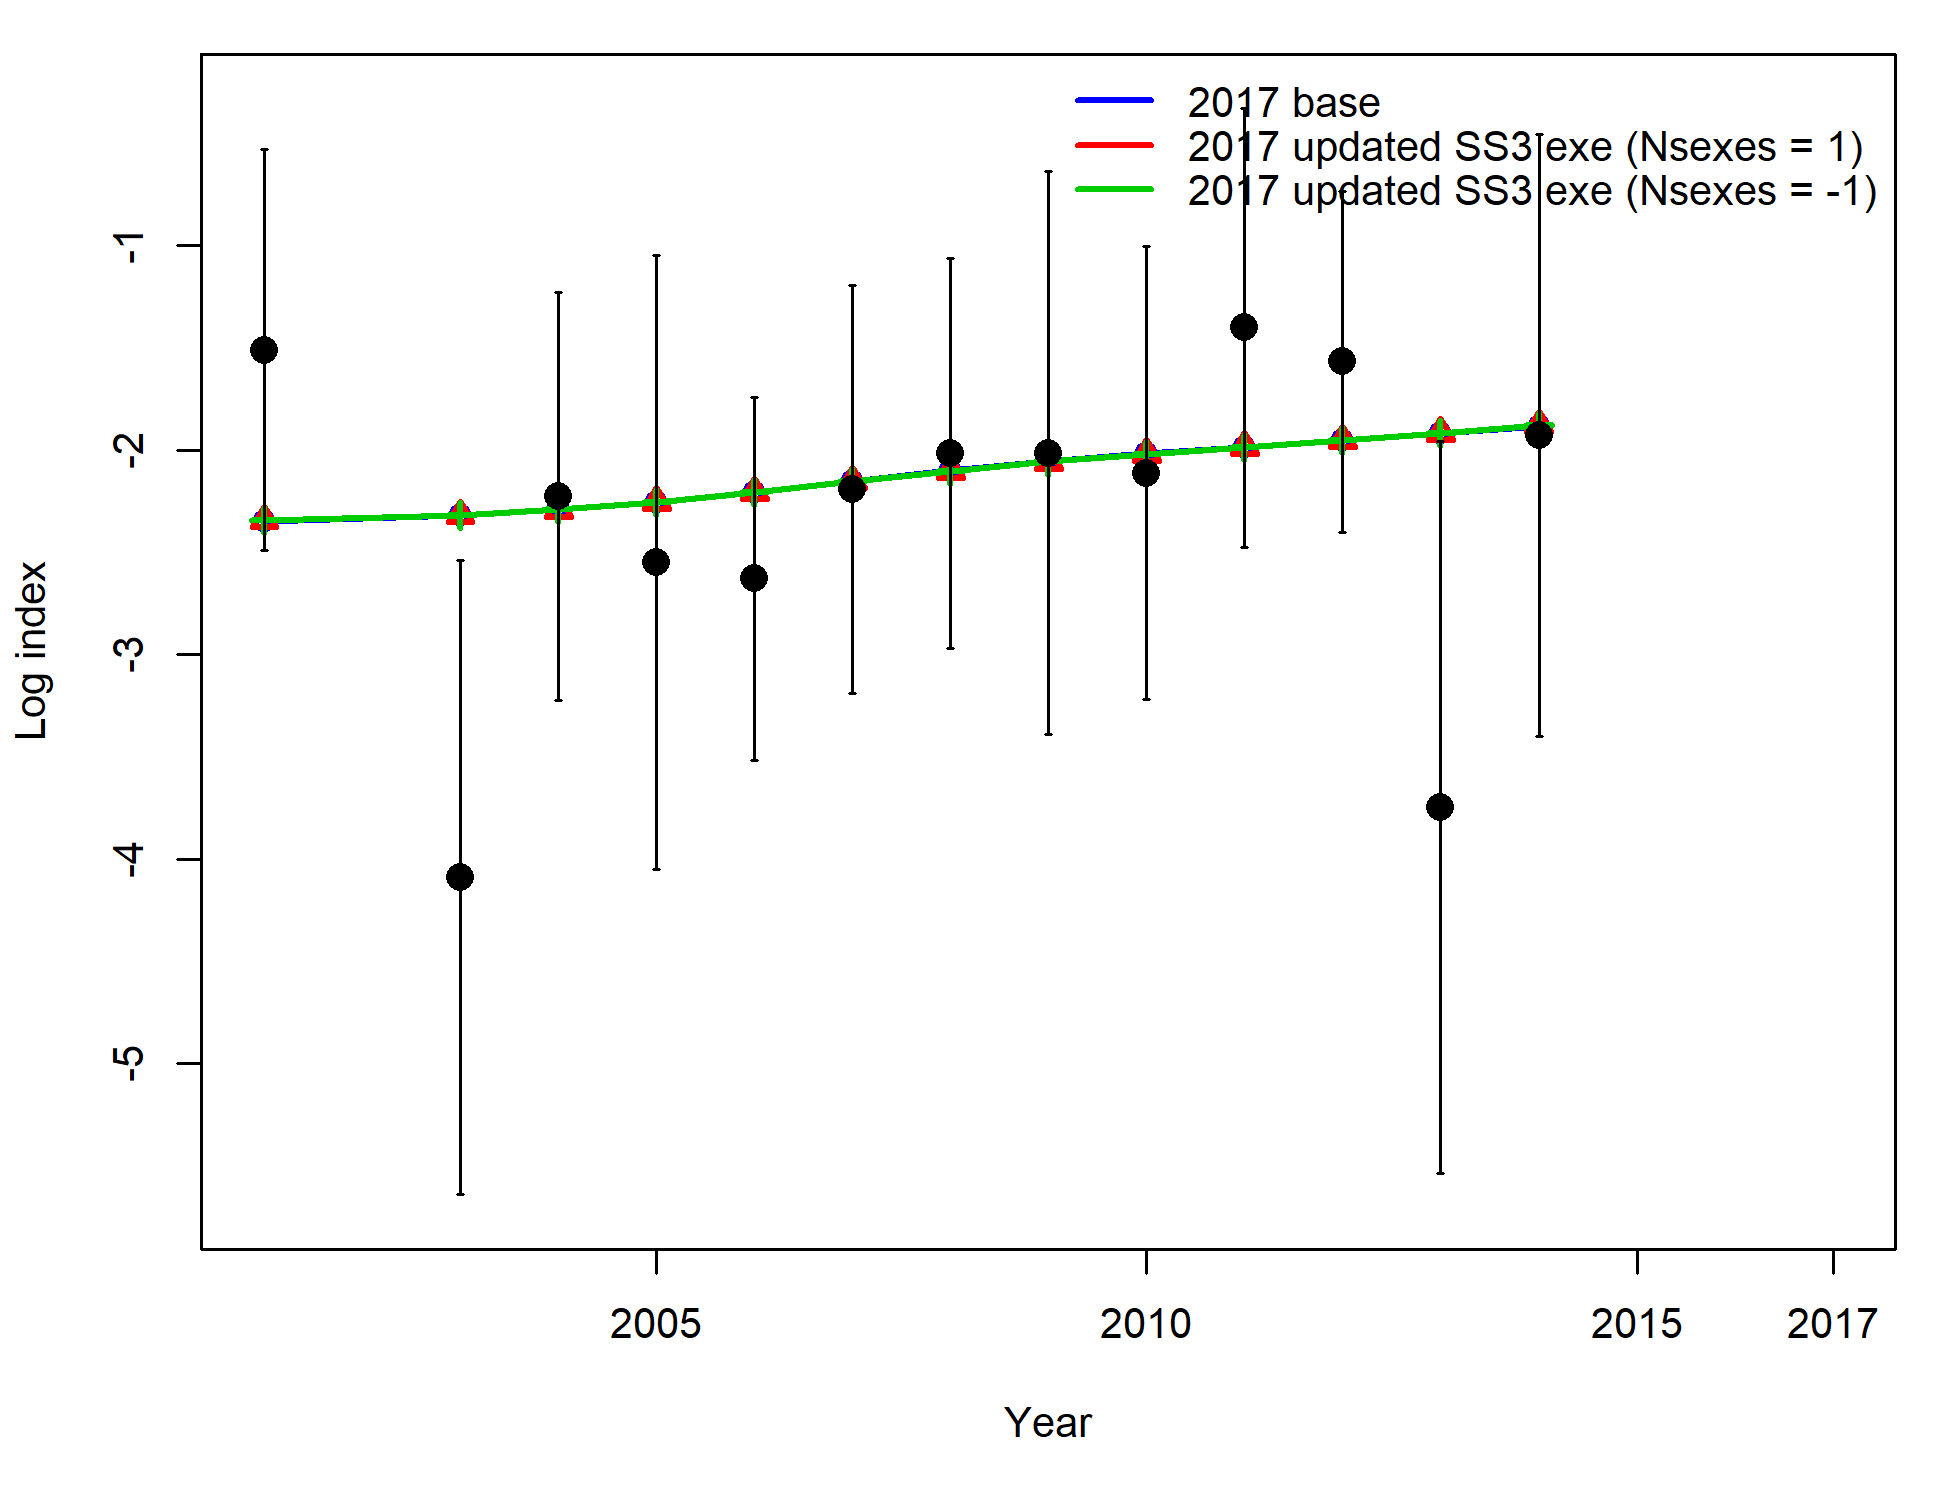 2017 base
2017 updated SS3 exe (Nsexes = 1)
2017 updated SS3 exe (Nsexes = -1)
-1
-2
-3
-4
-5
Log index
2005
2010
2015
2017
Year